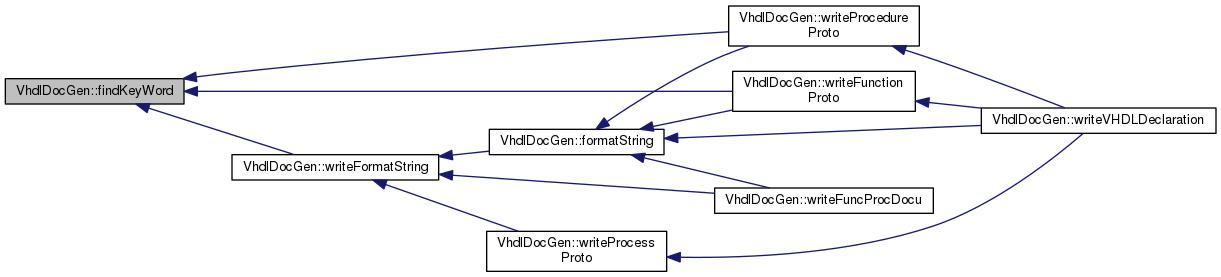 VhdlDocGen::writeProcedure
Proto
VhdlDocGen::findKeyWord
VhdlDocGen::writeFunction
Proto
VhdlDocGen::writeVHDLDeclaration
VhdlDocGen::formatString
VhdlDocGen::writeFormatString
VhdlDocGen::writeFuncProcDocu
VhdlDocGen::writeProcess
Proto